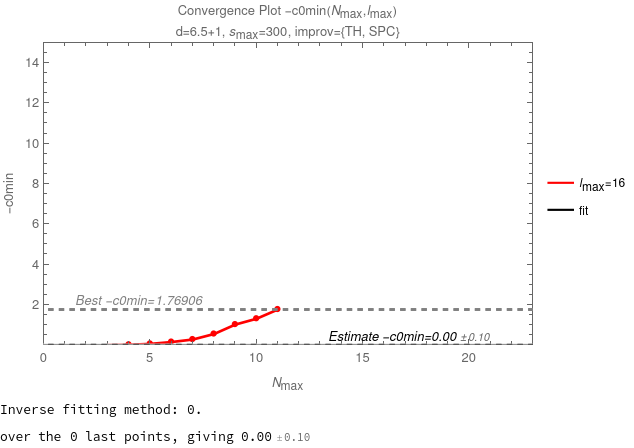 Convergence Plot −c0min(Nmax,lmax)
d=6.5+1, smax=300, improv={TH, SPC}
14
12
10
8
6
4
2
−c0min
Best −c0min=1.76906
Estimate −c0min=0.00 ±0.10
lmax=16
fit
0 5 10 15 20
Nmax
Inverse fitting method: 0.
over the 0 last points, giving 0.00 ±0.10